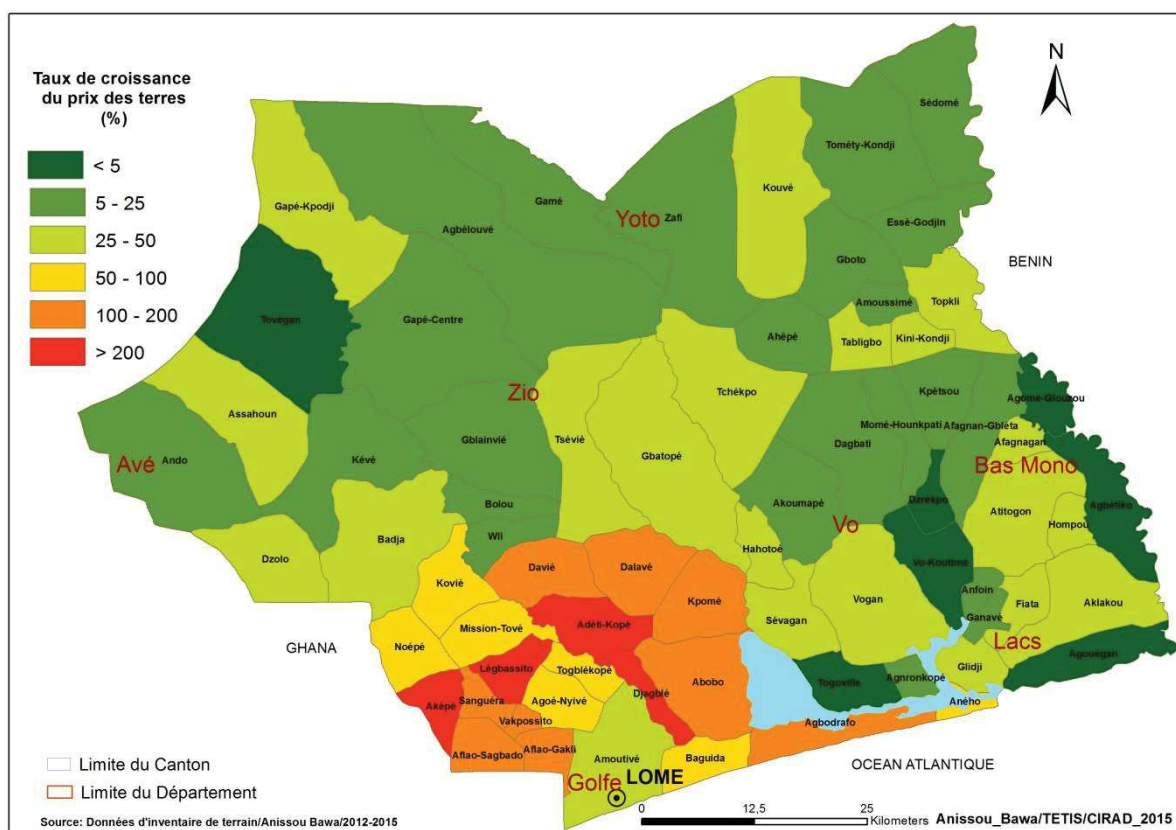 Taux de croissance
du prix des terres
(%)
< 5
5 - 25
25 - 50
50 - 100
100 - 200
> 200
N
Sédomé
Tométy-Kondji
Kouvé
Gapé-Kpodji
Gamé
Yoto
Zafi
Agbélouvé
Essé-Godjin
Gboto
BENIN
Amoussimé
Topkli
Tovégan
Gapé-Centre
Ahépé
Tabligbo
Kini-Kondji
Tchékpo
Kpétsou
Agomé-Glouzou
Zio
Assahoun
Momé-Hounkpati
Afagnan-Gbléta
Gblainvié
Tsévié
Dagbati
Afagnagan
Avé
Ando
Kévé
Gbatopé
Bas Mono
Bolou
Akoumapé
Dzrekpo
Agbétiko
Vo
Atitogon
Hompou
Wli
Badja
Dzolo
Hahotoé
Vo-Koutimé
Davié
Dalavé
Kovié
Anfoin
Kpomé
Vogan
Fiata
Aklakou
Ganavé
Sévagan
Adéti-Kopé
Mission-Tové
GHANA
Noépé
Lacs
Agouégan
Légbassito
Togblékopé
Glidji
Togoville
Agnronkopé
Djagblé
Abobo
Aného
Agoè-Nyivé
Sanguéra
Aképé
Vakpossito
Agbodrafo
Aflao-Sagbado
Aflao-Gakli
Amoutivé
Baguida
OCEAN ATLANTIQUE
Golfe
LOME
Limite du Canton
Limite du Département
0 12,5 25
Kilometers
Source: Données d'inventaire de terrain/Anissou Bawa/2012-2015
Anissou_Bawa/TETIS/CIRAD_2015